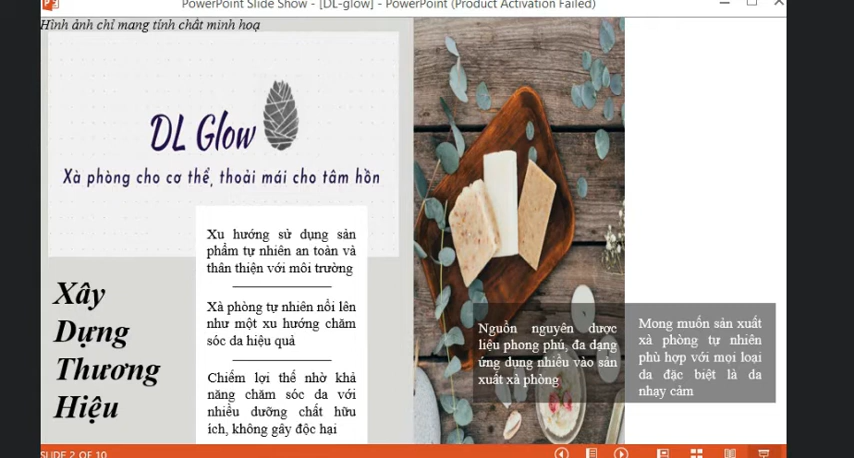 PowerPoint Slide Show - [DL-glow] - PowerPoint (Product Activation Failed)
Hình ảnh chỉ mang tính chất minh hoạ
DL Glow
Xà phòng cho cơ thể, thoải mái cho tâm hồn
Xu hướng sử dụng sản
phẩm tự nhiên an toàn và
thân thiện với môi trường
Xà phòng tự nhiên nổi lên
như một xu hướng chăm
sóc da hiệu quả
Chiếm lợi thế nhờ khả
năng chăm sóc da với
nhiều dưỡng chất hữu
ích, không gây độc hại
Xây
Dựng
Thương
Hiệu
Nguồn nguyên dược
liệu phong phú, đa dạng
ứng dụng nhiều vào sản
xuất xà phòng
Mong muốn sản xuất
xà phòng tự nhiên
phù hợp với mọi loại
da đặc biệt là da
nhạy cảm
SLIDE 2 OF 10